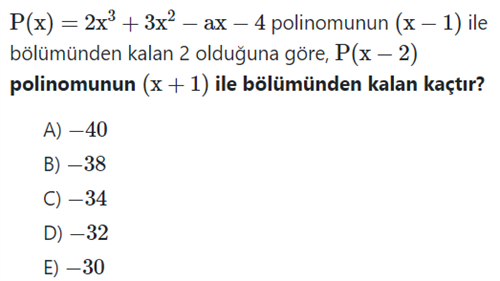 P(x) = 2x³ + 3x² − ax − 4 polinomunun (x − 1) ile
bölümünden kalan 2 olduğuna göre, P(x − 2)
polinomunun (x + 1) ile bölümünden kalan kaçtır?
A) −40
B) −38
C) −34
D) −32
E) −30